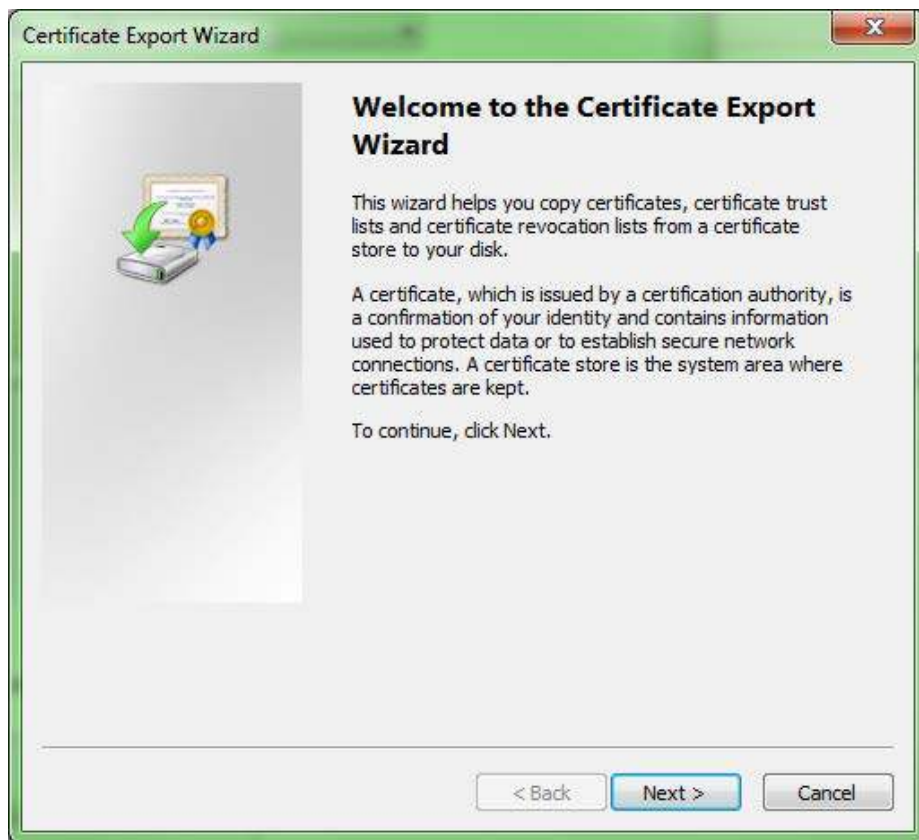 Certificate Export Wizard
Welcome to the Certificate Export
Wizard
This wizard helps you copy certificates, certificate trust
lists and certificate revocation lists from a certificate
store to your disk.
A certificate, which is issued by a certification authority, is
a confirmation of your identity and contains information
used to protect data or to establish secure network
connections. A certificate store is the system area where
certificates are kept.
To continue, click Next.
< Back
Next >
Cancel